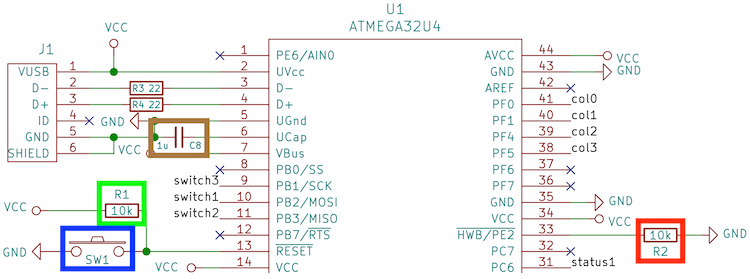 U1
ATMEGA32U4
J1
VCC
VUSB 1
D- 2 R3 22
D+ 3 R4 22
ID 4 GND
GND 5 1u C8
SHIELD 6 VCC
1 PE6/AIN0
2 UVcc
3 D-
4 D+
5 UGnd
6 UCap
7 VBus
8 PB0/SS
switch3 9 PB1/SCK
switch1 10 PB2/MOSI
switch2 11 PB3/MISO
12 PB7/RTS
13 RESET
VCC 14 VCC
R1
VCC 10k
GND SW1
AVCC 44 VCC
GND 43 GND
AREF 42
PF0 41 col0
PF1 40 col1
PF4 39 col2
PF5 38 col3
PF6 37
PF7 36
GND 35 GND
VCC 34 VCC
HWB/PE2 33 10k GND
R2
PC7 32
PC6 31 status1